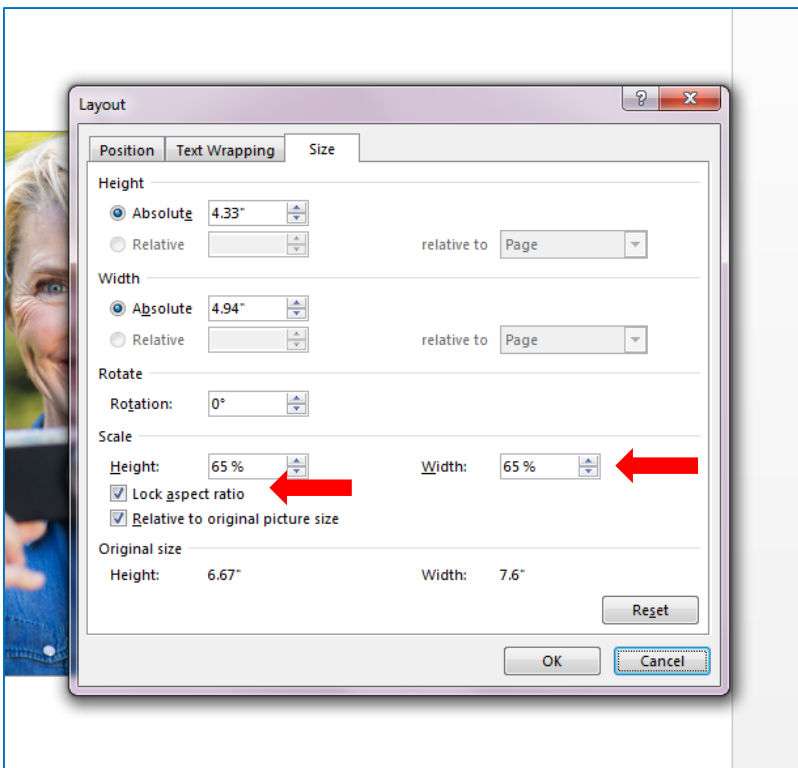 Layout
Position Text Wrapping Size
Height
Absolute 4.33"
Relative relative to Page
Width
Absolute 4.94"
Relative relative to Page
Rotate
Rotation: 0°
Scale
Height: 65 % Width: 65 %
Lock aspect ratio
Relative to original picture size
Original size
Height: 6.67" Width: 7.6"
Reset
OK Cancel